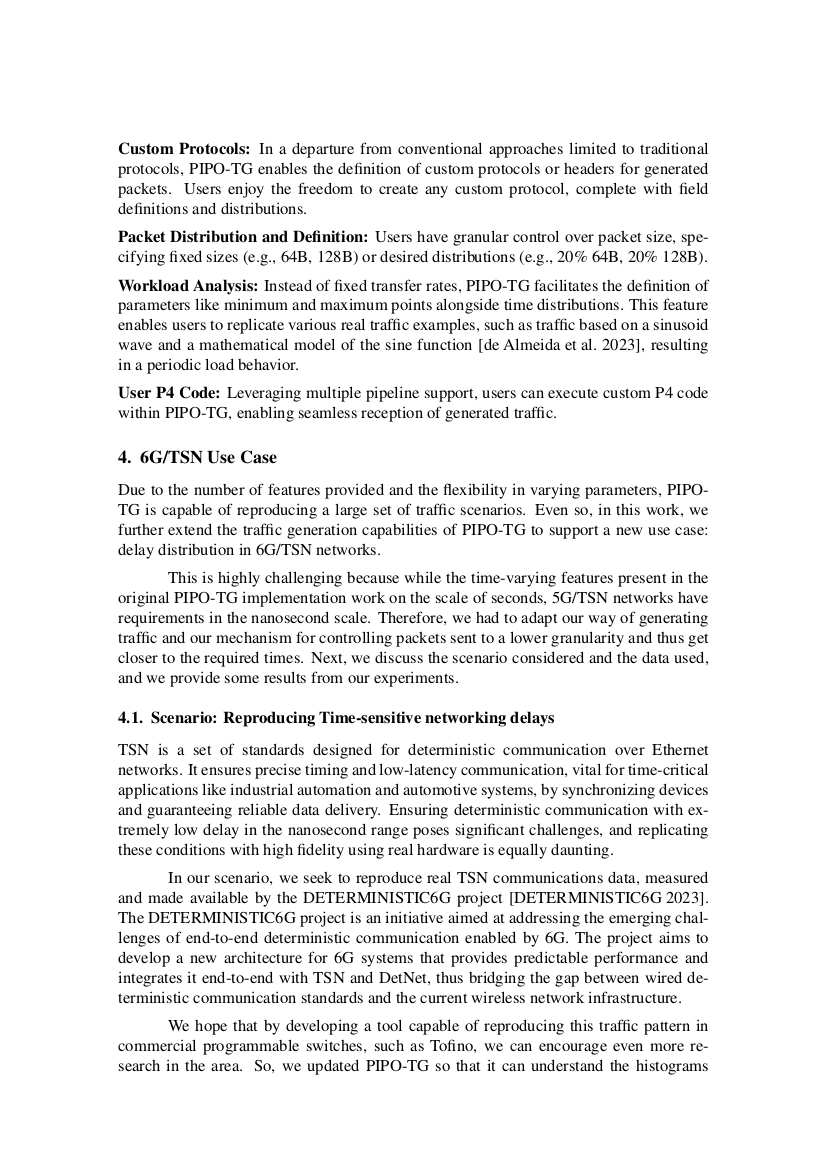 Custom Protocols: In a departure from conventional approaches limited to traditional
protocols, PIPO-TG enables the definition of custom protocols or headers for generated
packets. Users enjoy the freedom to create any custom protocol, complete with field
definitions and distributions.
Packet Distribution and Definition: Users have granular control over packet size, spe-
cifying fixed sizes (e.g., 64B, 128B) or desired distributions (e.g., 20% 64B, 20% 128B).
Workload Analysis: Instead of fixed transfer rates, PIPO-TG facilitates the definition of
parameters like minimum and maximum points alongside time distributions. This feature
enables users to replicate various real traffic examples, such as traffic based on a sinusoid
wave and a mathematical model of the sine function [de Almeida et al. 2023], resulting
in a periodic load behavior.
User P4 Code: Leveraging multiple pipeline support, users can execute custom P4 code
within PIPO-TG, enabling seamless reception of generated traffic.
4. 6G/TSN Use Case
Due to the number of features provided and the flexibility in varying parameters, PIPO-
TG is capable of reproducing a large set of traffic scenarios. Even so, in this work, we
further extend the traffic generation capabilities of PIPO-TG to support a new use case:
delay distribution in 6G/TSN networks.
This is highly challenging because while the time-varying features present in the
original PIPO-TG implementation work on the scale of seconds, 5G/TSN networks have
requirements in the nanosecond scale. Therefore, we had to adapt our way of generating
traffic and our mechanism for controlling packets sent to a lower granularity and thus get
closer to the required times. Next, we discuss the scenario considered and the data used,
and we provide some results from our experiments.
4.1. Scenario: Reproducing Time-sensitive networking delays
TSN is a set of standards designed for deterministic communication over Ethernet
networks. It ensures precise timing and low-latency communication, vital for time-critical
applications like industrial automation and automotive systems, by synchronizing devices
and guaranteeing reliable data delivery. Ensuring deterministic communication with ex-
tremely low delay in the nanosecond range poses significant challenges, and replicating
these conditions with high fidelity using real hardware is equally daunting.
In our scenario, we seek to reproduce real TSN communications data, measured
and made available by the DETERMINISTIC6G project [DETERMINISTIC6G 2023].
The DETERMINISTIC6G project is an initiative aimed at addressing the emerging chal-
lenges of end-to-end deterministic communication enabled by 6G. The project aims to
develop a new architecture for 6G systems that provides predictable performance and
integrates it end-to-end with TSN and DetNet, thus bridging the gap between wired de-
terministic communication standards and the current wireless network infrastructure.
We hope that by developing a tool capable of reproducing this traffic pattern in
commercial programmable switches, such as Tofino, we can encourage even more re-
search in the area. So, we updated PIPO-TG so that it can understand the histograms